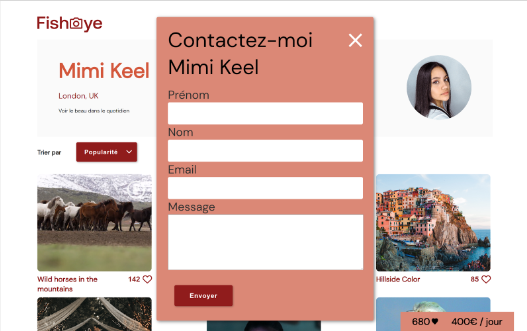 FishEye
Mimi Keel
London, UK
Voir le beau dans le quotidien
Trier par
Popularité
Contactez-moi
Mimi Keel
Prénom
Nom
Email
Message
Envoyer
Wild horses in the
mountains
142
Hillside Color
85
680
400€ / jour